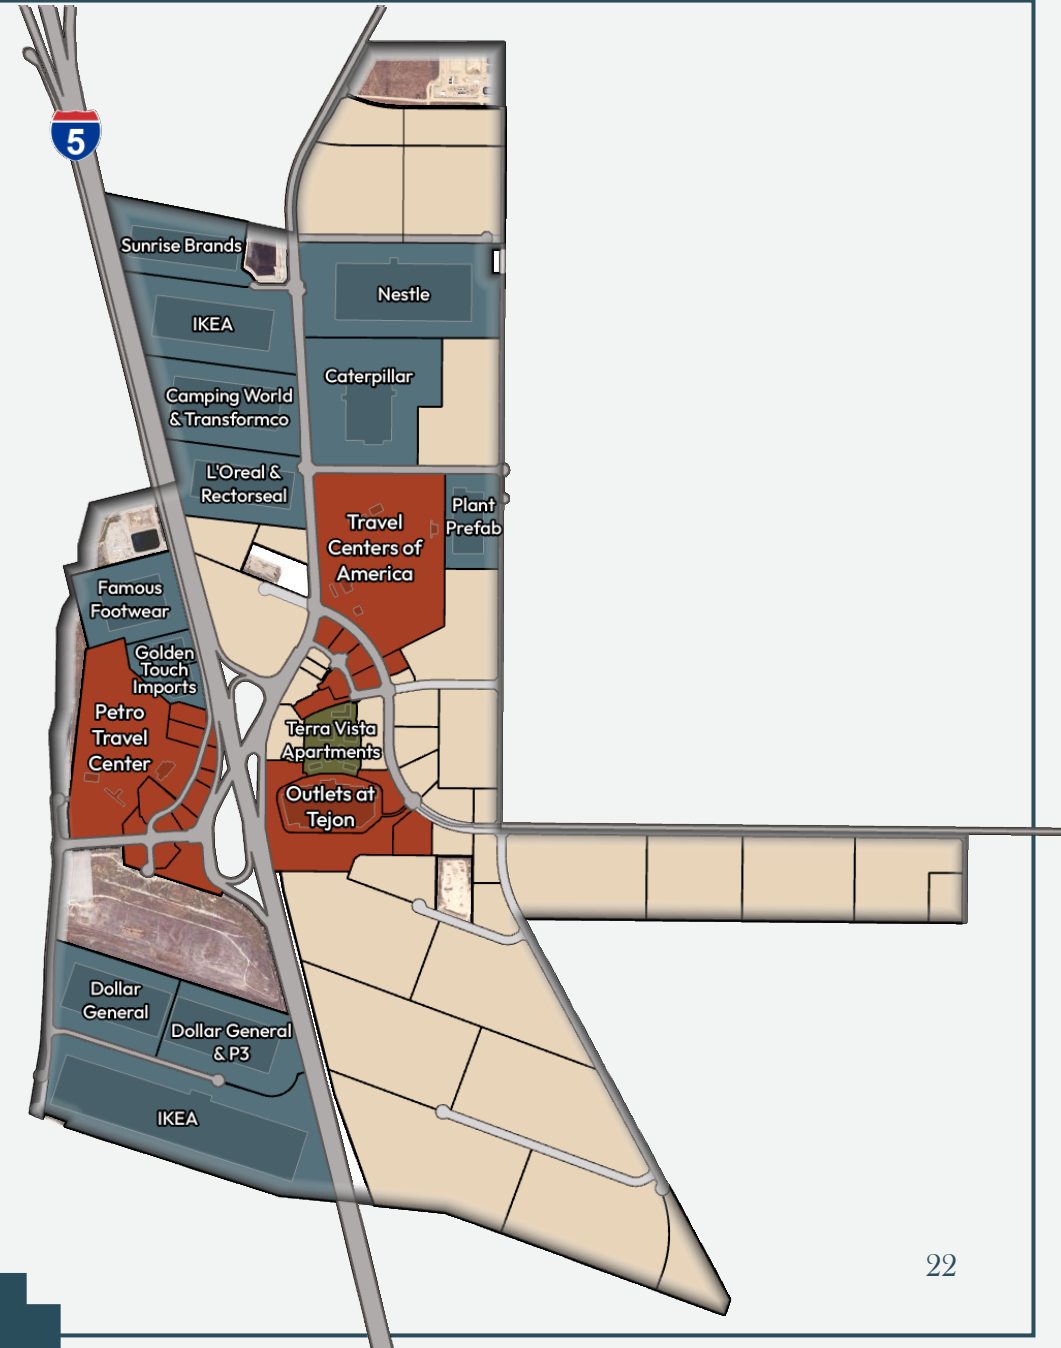 5
Sunrise Brands
Nestle
IKEA
Caterpillar
Camping World
& Transformco
L'Oreal &
Rectorseal
Travel
Centers of
America
Plant
Prefab
Famous
Footwear
Golden
Touch
Imports
Petro
Travel
Center
Terra Vista
Apartments
Outlets at
Tejon
Dollar
General
Dollar General
& P3
IKEA
22